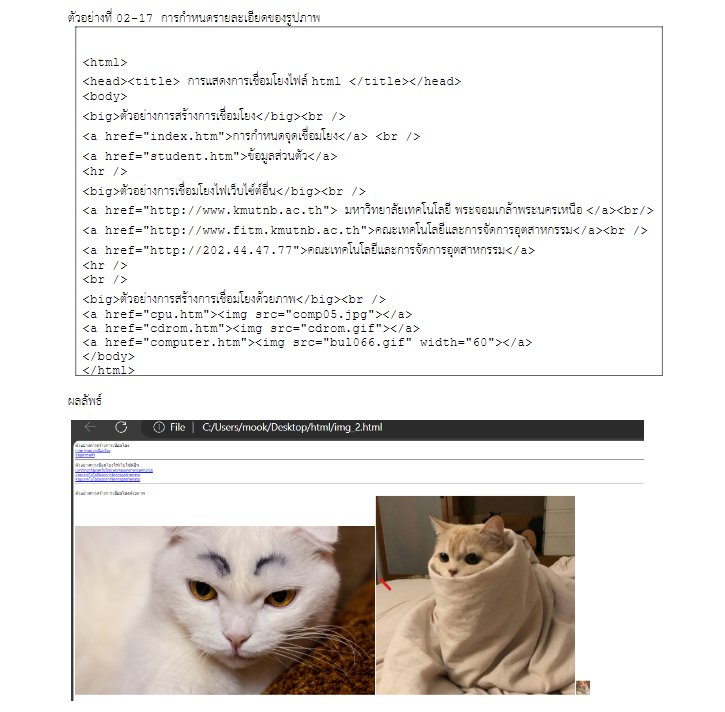 ตัวอย่างที่ 02-17 การกำหนดรายละเอียดของรูปภาพ
<html>
<head><title> การแสดงการเชื่อมโยงไฟล์ html </title></head>
<body>
<big>ตัวอย่างการสร้างการเชื่อมโยง</big><br />
<a href="index.htm">การกำหนดจุดเชื่อมโยง</a> <br />
<a href="student.htm">ข้อมูลส่วนตัว</a>
<hr />
<big>ตัวอย่างการเชื่อมโยงไฟเว็บไซ์ต์อื่น</big><br />
<a href="http://www.kmutnb.ac.th"> มหาวิทยาลัยเทคโนโลยี พระจอมเกล้าพระนครเหนือ </a><br/>
<a href="http://www.fitm.kmutnb.ac.th">คณะเทคโนโลยีและการจัดการอุตสาหกรรม</a><br />
<a href="http://202.44.47.77">คณะเทคโนโลยีและการจัดการอุตสาหกรรม</a>
<hr />
<br />
<big>ตัวอย่างการสร้างการเชื่อมโยงด้วยภาพ</big><br />
<a href="cpu.htm"><img src="comp05.jpg"></a>
<a href="cdrom.htm"><img src="cdrom.gif"></a>
<a href="computer.htm"><img src="bul066.gif" width="60"></a>
</body>
</html>
ผลลัพธ์
File | C:/Users/mook/Desktop/html/img_2.html